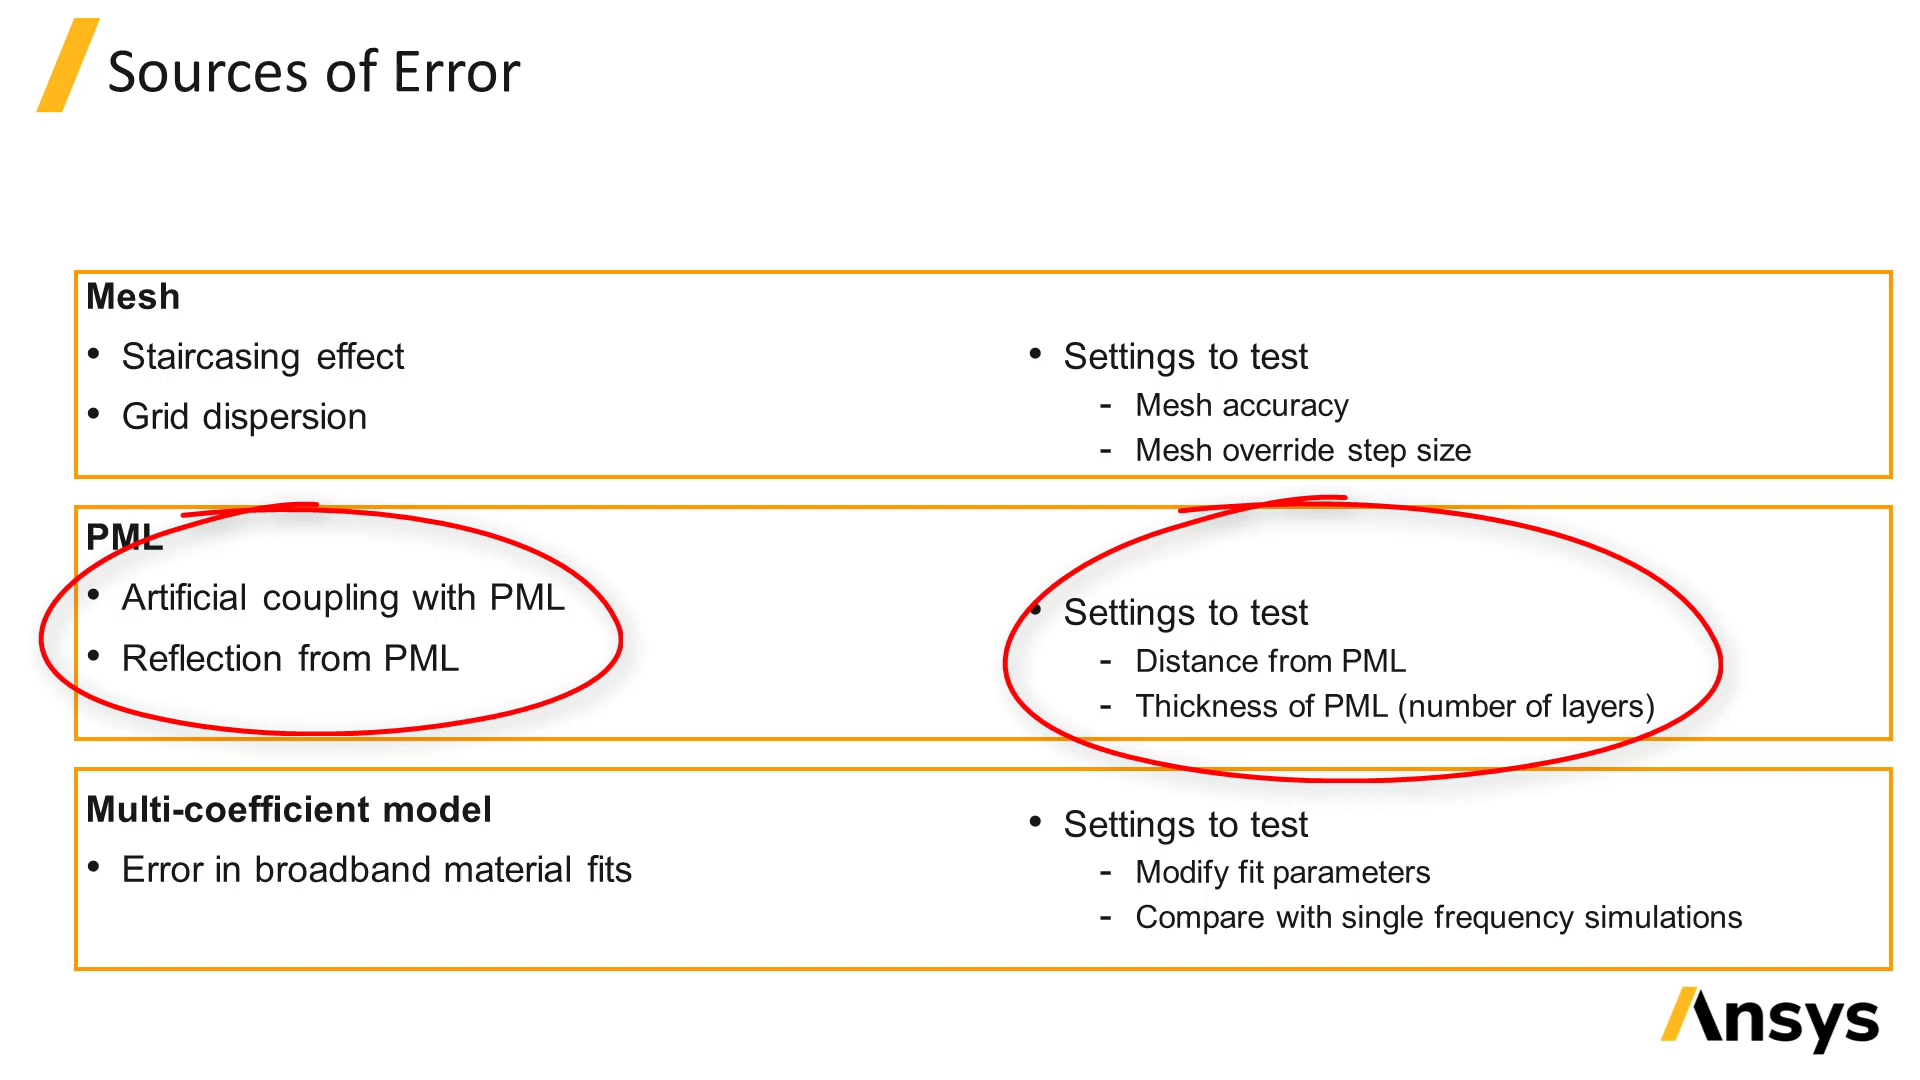 Sources of Error
Mesh
• Staircasing effect
• Grid dispersion
• Settings to test
- Mesh accuracy
- Mesh override step size
PML
• Artificial coupling with PML
• Reflection from PML
• Settings to test
- Distance from PML
- Thickness of PML (number of layers)
Multi-coefficient model
• Error in broadband material fits
• Settings to test
- Modify fit parameters
- Compare with single frequency simulations
Ansys